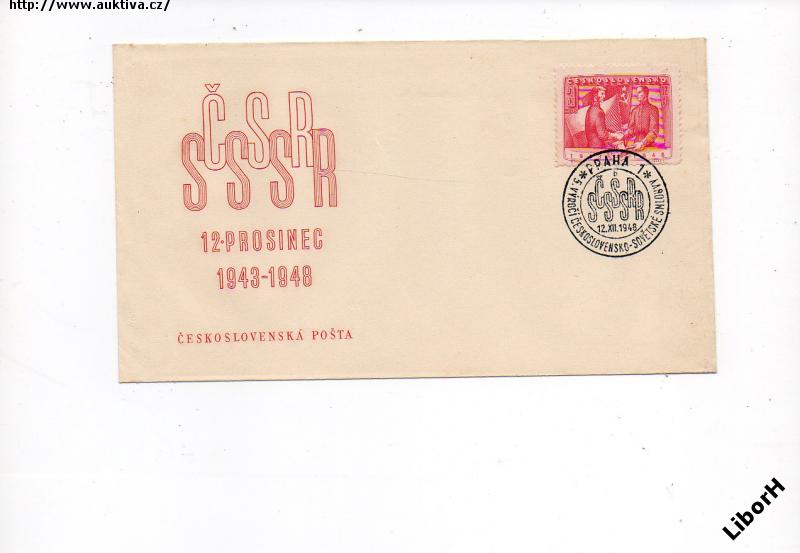 http://www.auktiva.cz/
ČSSR
SSSR
12·PROSINEC
1943-1948
ČESKOSLOVENSKÁ POŠTA
ČESKOSLOVENSKO
PRAHA 1
b
ČSSR
SSSR
12.XII.1948
5.VÝROČÍ ČESKOSLOVENSKO-SOVĚTSKÉ SMLOUVY
LiborH